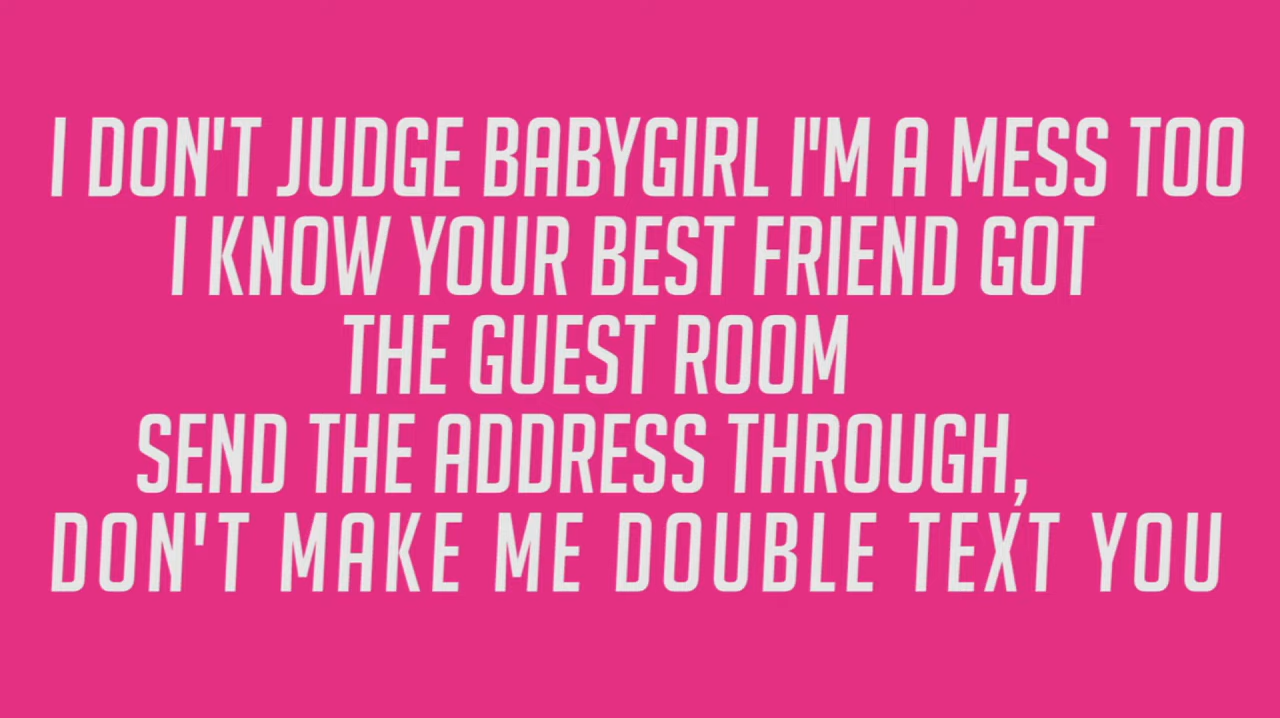 I DON'T JUDGE BABYGIRL I'M A MESS TOO
I KNOW YOUR BEST FRIEND GOT
THE GUEST ROOM
SEND THE ADDRESS THROUGH,
DON'T MAKE ME DOUBLE TEXT YOU